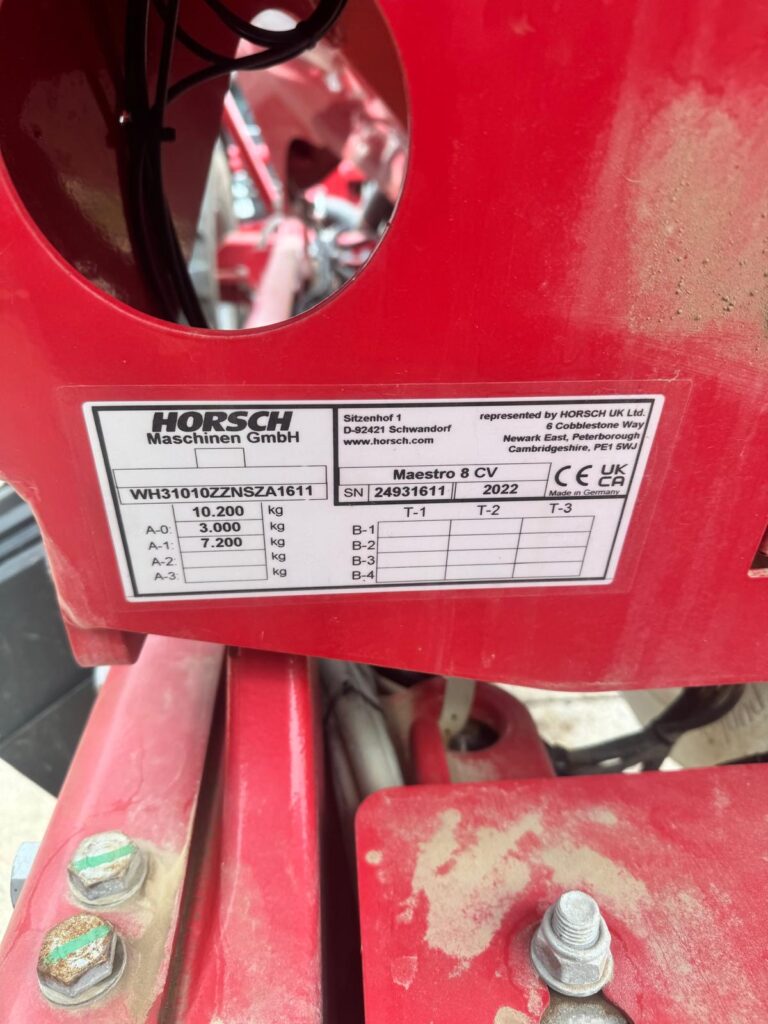 HORSCH
Maschinen GmbH
Sitzenhof 1
D-92421 Schwandorf
www.horsch.com
represented by HORSCH UK Ltd.
6 Cobblestone Way
Newark East, Peterborough
Cambridgeshire, PE1 5WJ
Maestro 8 CV
SN 24931611 2022
CE UK CA
Made in Germany
WH31010ZZNSZA1611
10.200 kg
A-0: 3.000 kg
A-1: 7.200 kg
A-2: kg
A-3: kg
T-1 T-2 T-3
B-1
B-2
B-3
B-4